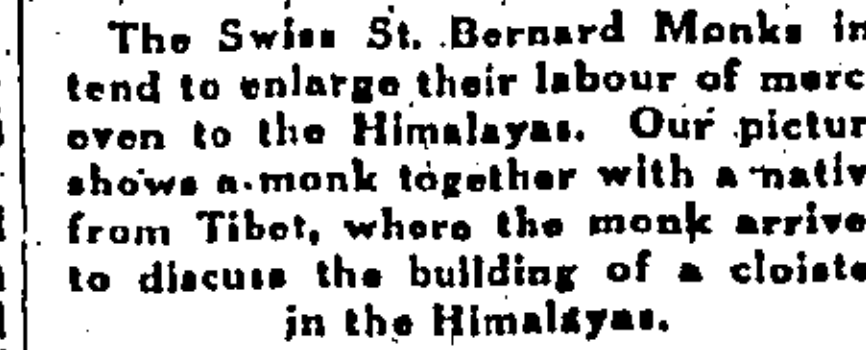 The Swiss St. Bernard Monks in
tend to enlarge their labour of merc
even to the Himalayas. Our pictur
shows a monk together with a nativ
from Tibet, where the monk arrive
to discuss the building of a cloiste
in the Himalayas.